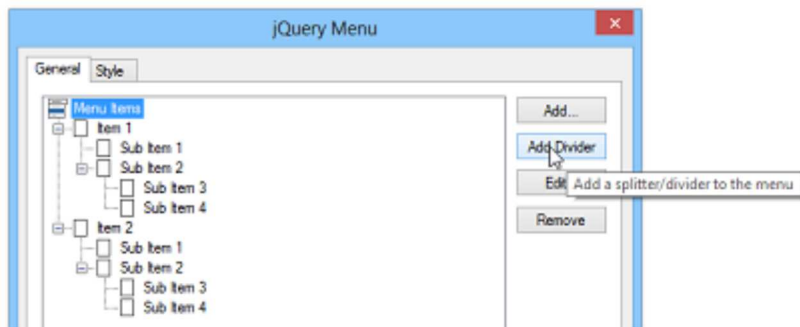 jQuery Menu
General
Style
Menu Items
Item 1
Sub Item 1
Sub Item 2
Sub Item 3
Sub Item 4
Item 2
Sub Item 1
Sub Item 2
Sub Item 3
Sub Item 4
Add...
Add Divider
Edit
Add a splitter/divider to the menu
Remove